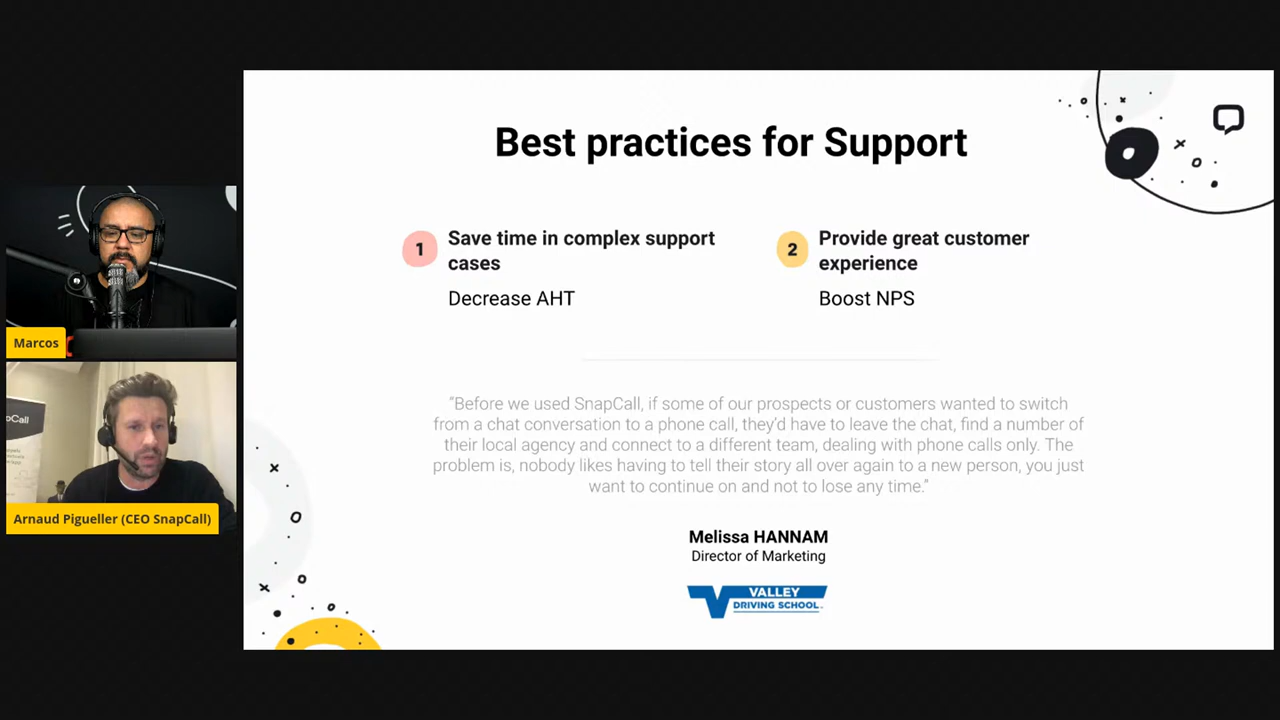 Best practices for Support
1
Save time in complex support
cases
Decrease AHT
2
Provide great customer
experience
Boost NPS
“Before we used SnapCall, if some of our prospects or customers wanted to switch
from a chat conversation to a phone call, they'd have to leave the chat, find a number of
their local agency and connect to a different team, dealing with phone calls only. The
problem is, nobody likes having to tell their story all over again to a new person, you just
want to continue on and not to lose any time.”
Melissa HANNAM
Director of Marketing
VALLEY
DRIVING SCHOOL.
Marcos
pCall
Arnaud Pigueller (CEO SnapCall)